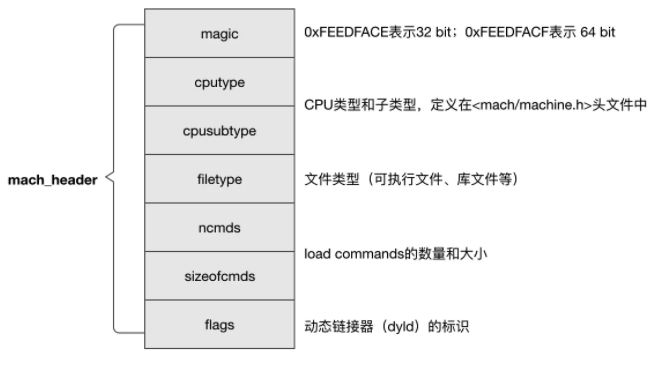 magic
0xFEEDFACE表示32 bit；0xFEEDFACF表示 64 bit
cputype
CPU类型和子类型，定义在<mach/machine.h>头文件中
cpusubtype
mach_header
filetype
文件类型（可执行文件、库文件等）
ncmds
load commands的数量和大小
sizeofcmds
flags
动态链接器（dyld）的标识